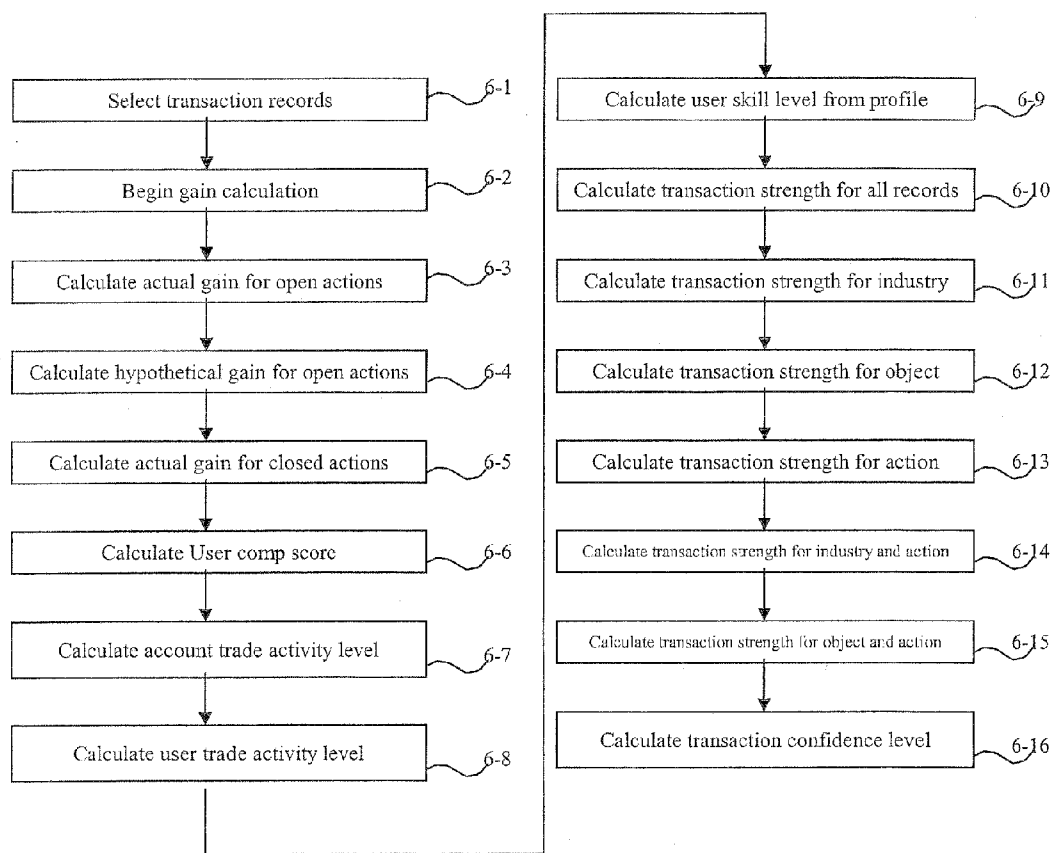 Select transaction records
6-1
Begin gain calculation
6-2
Calculate actual gain for open actions
6-3
Calculate hypothetical gain for open actions
6-4
Calculate actual gain for closed actions
6-5
Calculate User comp score
6-6
Calculate account trade activity level
6-7
Calculate user trade activity level
6-8
Calculate user skill level from profile
6-9
Calculate transaction strength for all records
6-10
Calculate transaction strength for industry
6-11
Calculate transaction strength for object
6-12
Calculate transaction strength for action
6-13
Calculate transaction strength for industry and action
6-14
Calculate transaction strength for object and action
6-15
Calculate transaction confidence level
6-16